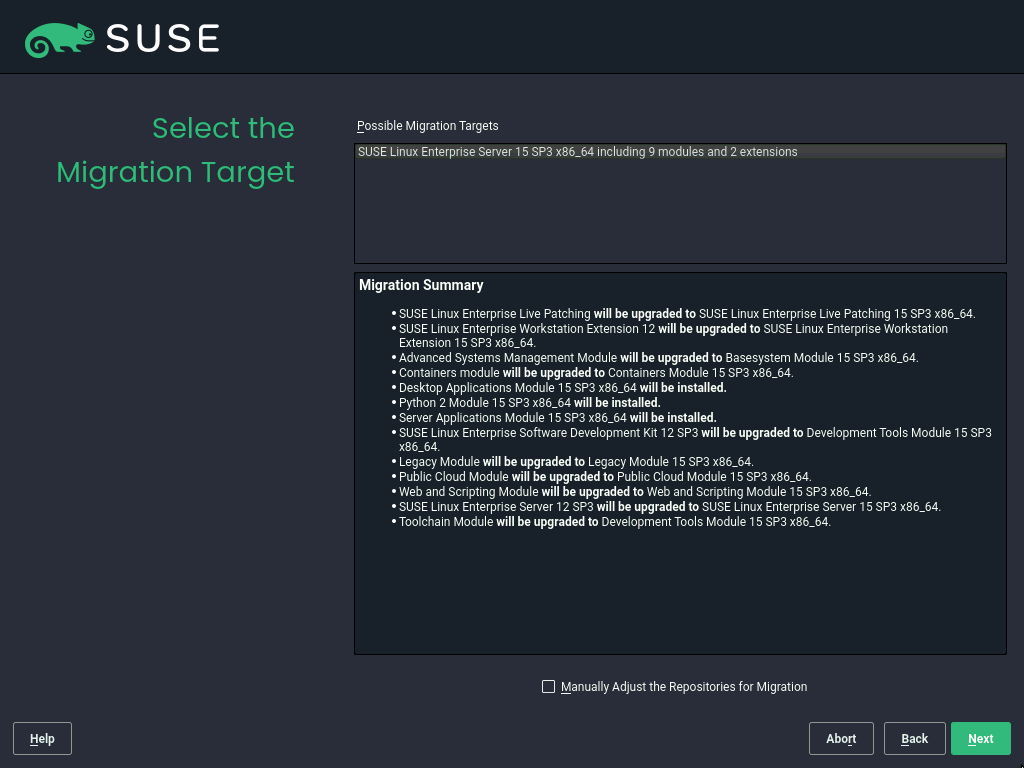 SUSE
Select the
Migration Target
Possible Migration Targets
SUSE Linux Enterprise Server 15 SP3 x86_64 including 9 modules and 2 extensions
Migration Summary
• SUSE Linux Enterprise Live Patching will be upgraded to SUSE Linux Enterprise Live Patching 15 SP3 x86_64.
• SUSE Linux Enterprise Workstation Extension 12 will be upgraded to SUSE Linux Enterprise Workstation
Extension 15 SP3 x86_64.
• Advanced Systems Management Module will be upgraded to Basesystem Module 15 SP3 x86_64.
• Containers module will be upgraded to Containers Module 15 SP3 x86_64.
• Desktop Applications Module 15 SP3 x86_64 will be installed.
• Python 2 Module 15 SP3 x86_64 will be installed.
• Server Applications Module 15 SP3 x86_64 will be installed.
• SUSE Linux Enterprise Software Development Kit 12 SP3 will be upgraded to Development Tools Module 15 SP3
x86_64.
• Legacy Module will be upgraded to Legacy Module 15 SP3 x86_64.
• Public Cloud Module will be upgraded to Public Cloud Module 15 SP3 x86_64.
• Web and Scripting Module will be upgraded to Web and Scripting Module 15 SP3 x86_64.
• SUSE Linux Enterprise Server 12 SP3 will be upgraded to SUSE Linux Enterprise Server 15 SP3 x86_64.
• Toolchain Module will be upgraded to Development Tools Module 15 SP3 x86_64.
Manually Adjust the Repositories for Migration
Help
Abort
Back
Next